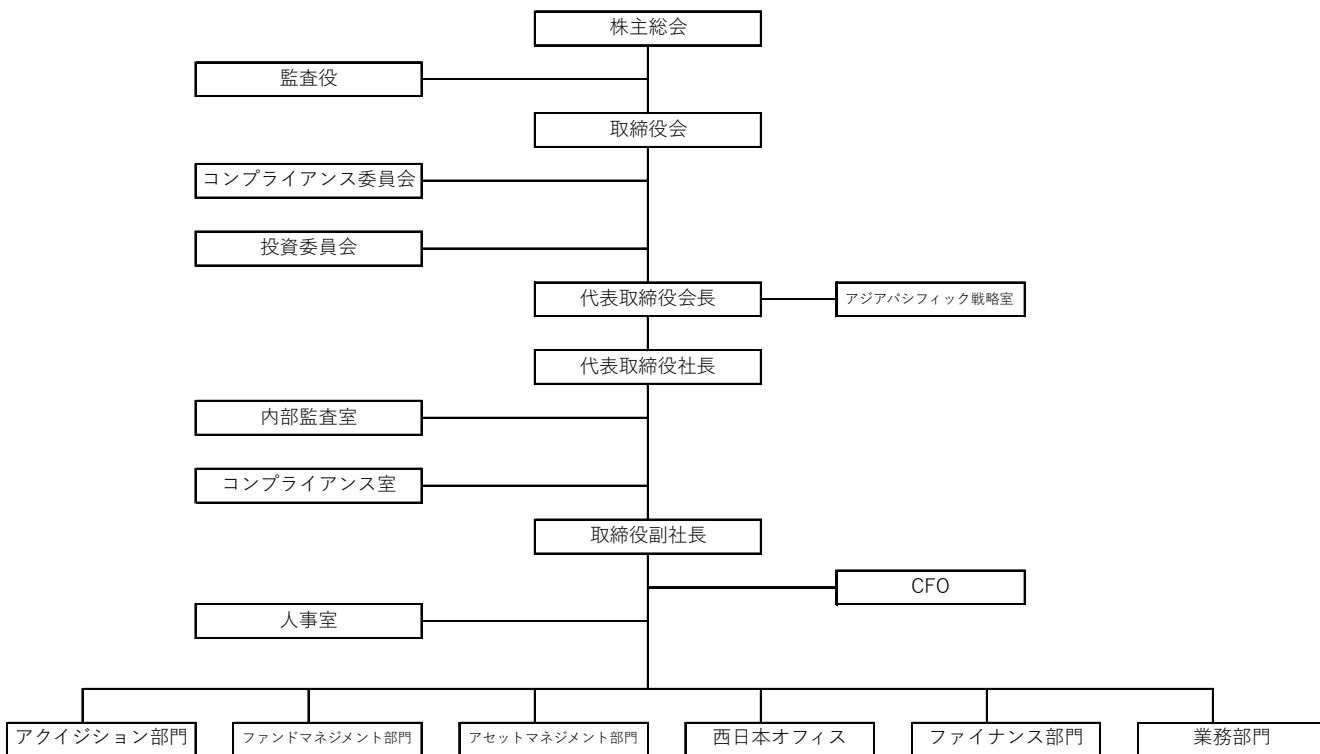 株主総会
監査役
取締役会
コンプライアンス委員会
投資委員会
代表取締役会長
アジアパシフィック戦略室
代表取締役社長
内部監査室
コンプライアンス室
取締役副社長
CFO
人事室
アクイジション部門
ファンドマネジメント部門
アセットマネジメント部門
西日本オフィス
ファイナンス部門
業務部門